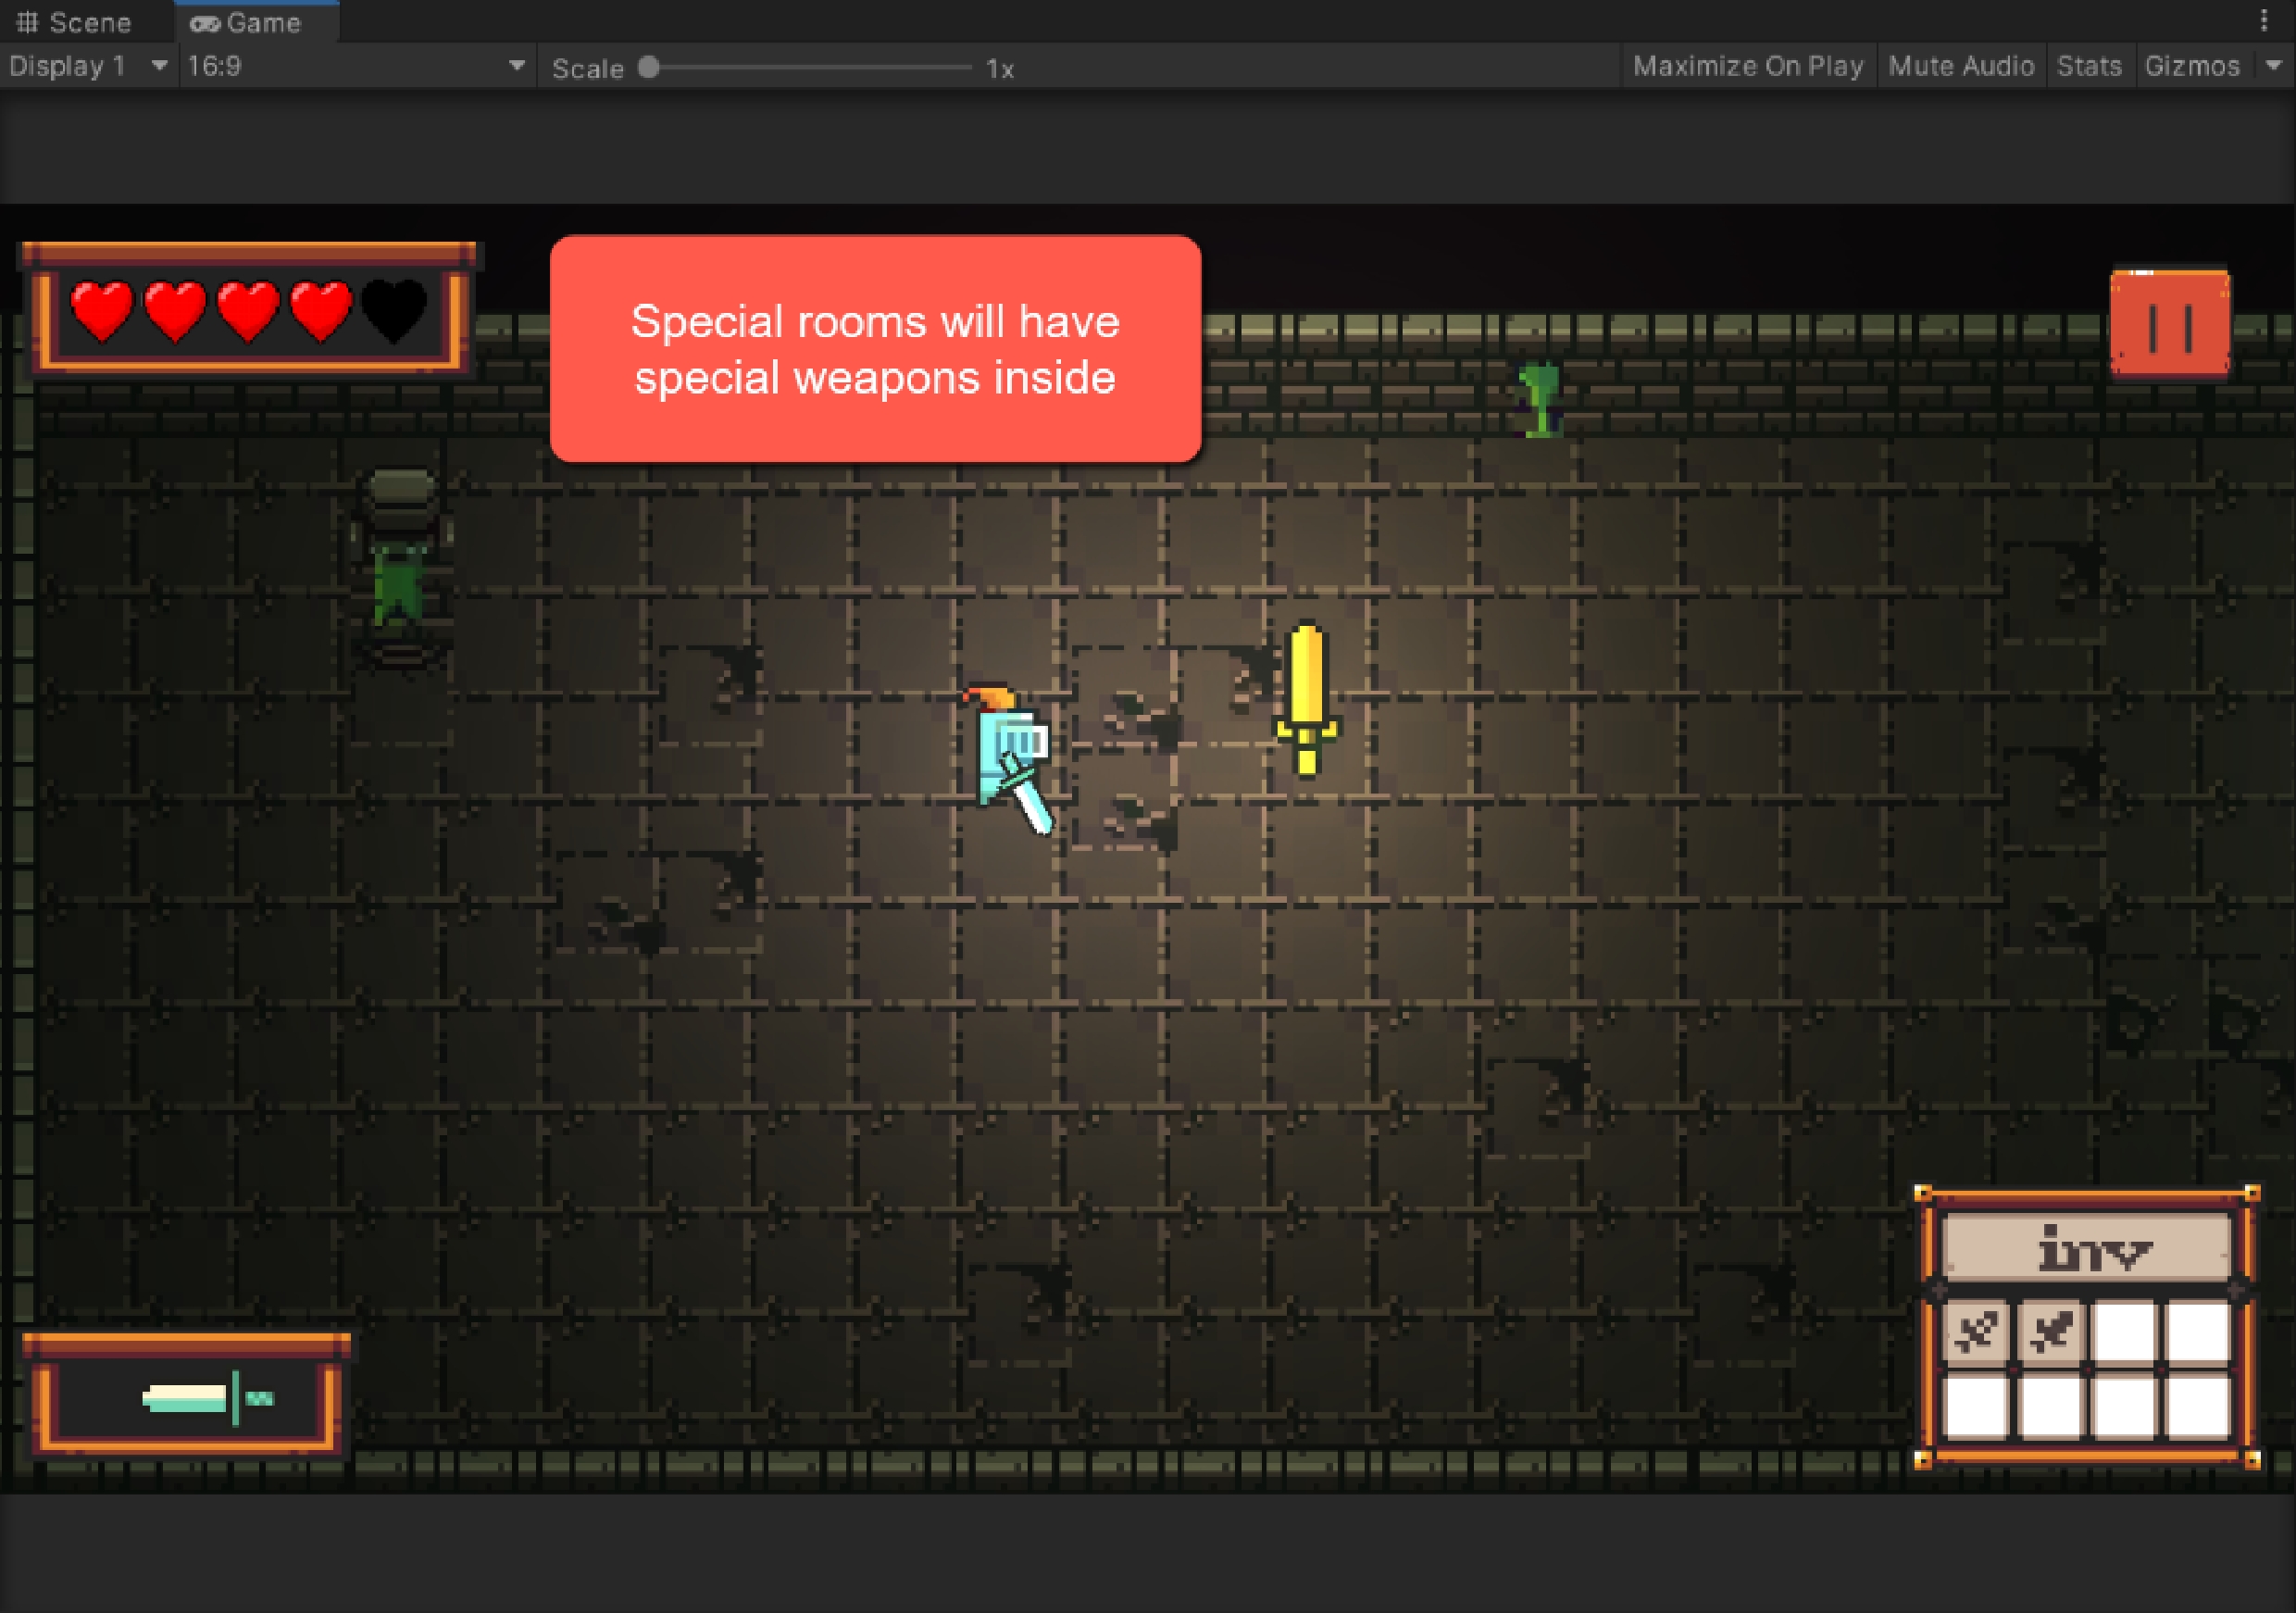 Scene
Game
Display 1
16:9
Scale
1x
Maximize On Play
Mute Audio
Stats
Gizmos
Special rooms will have
special weapons inside
inv